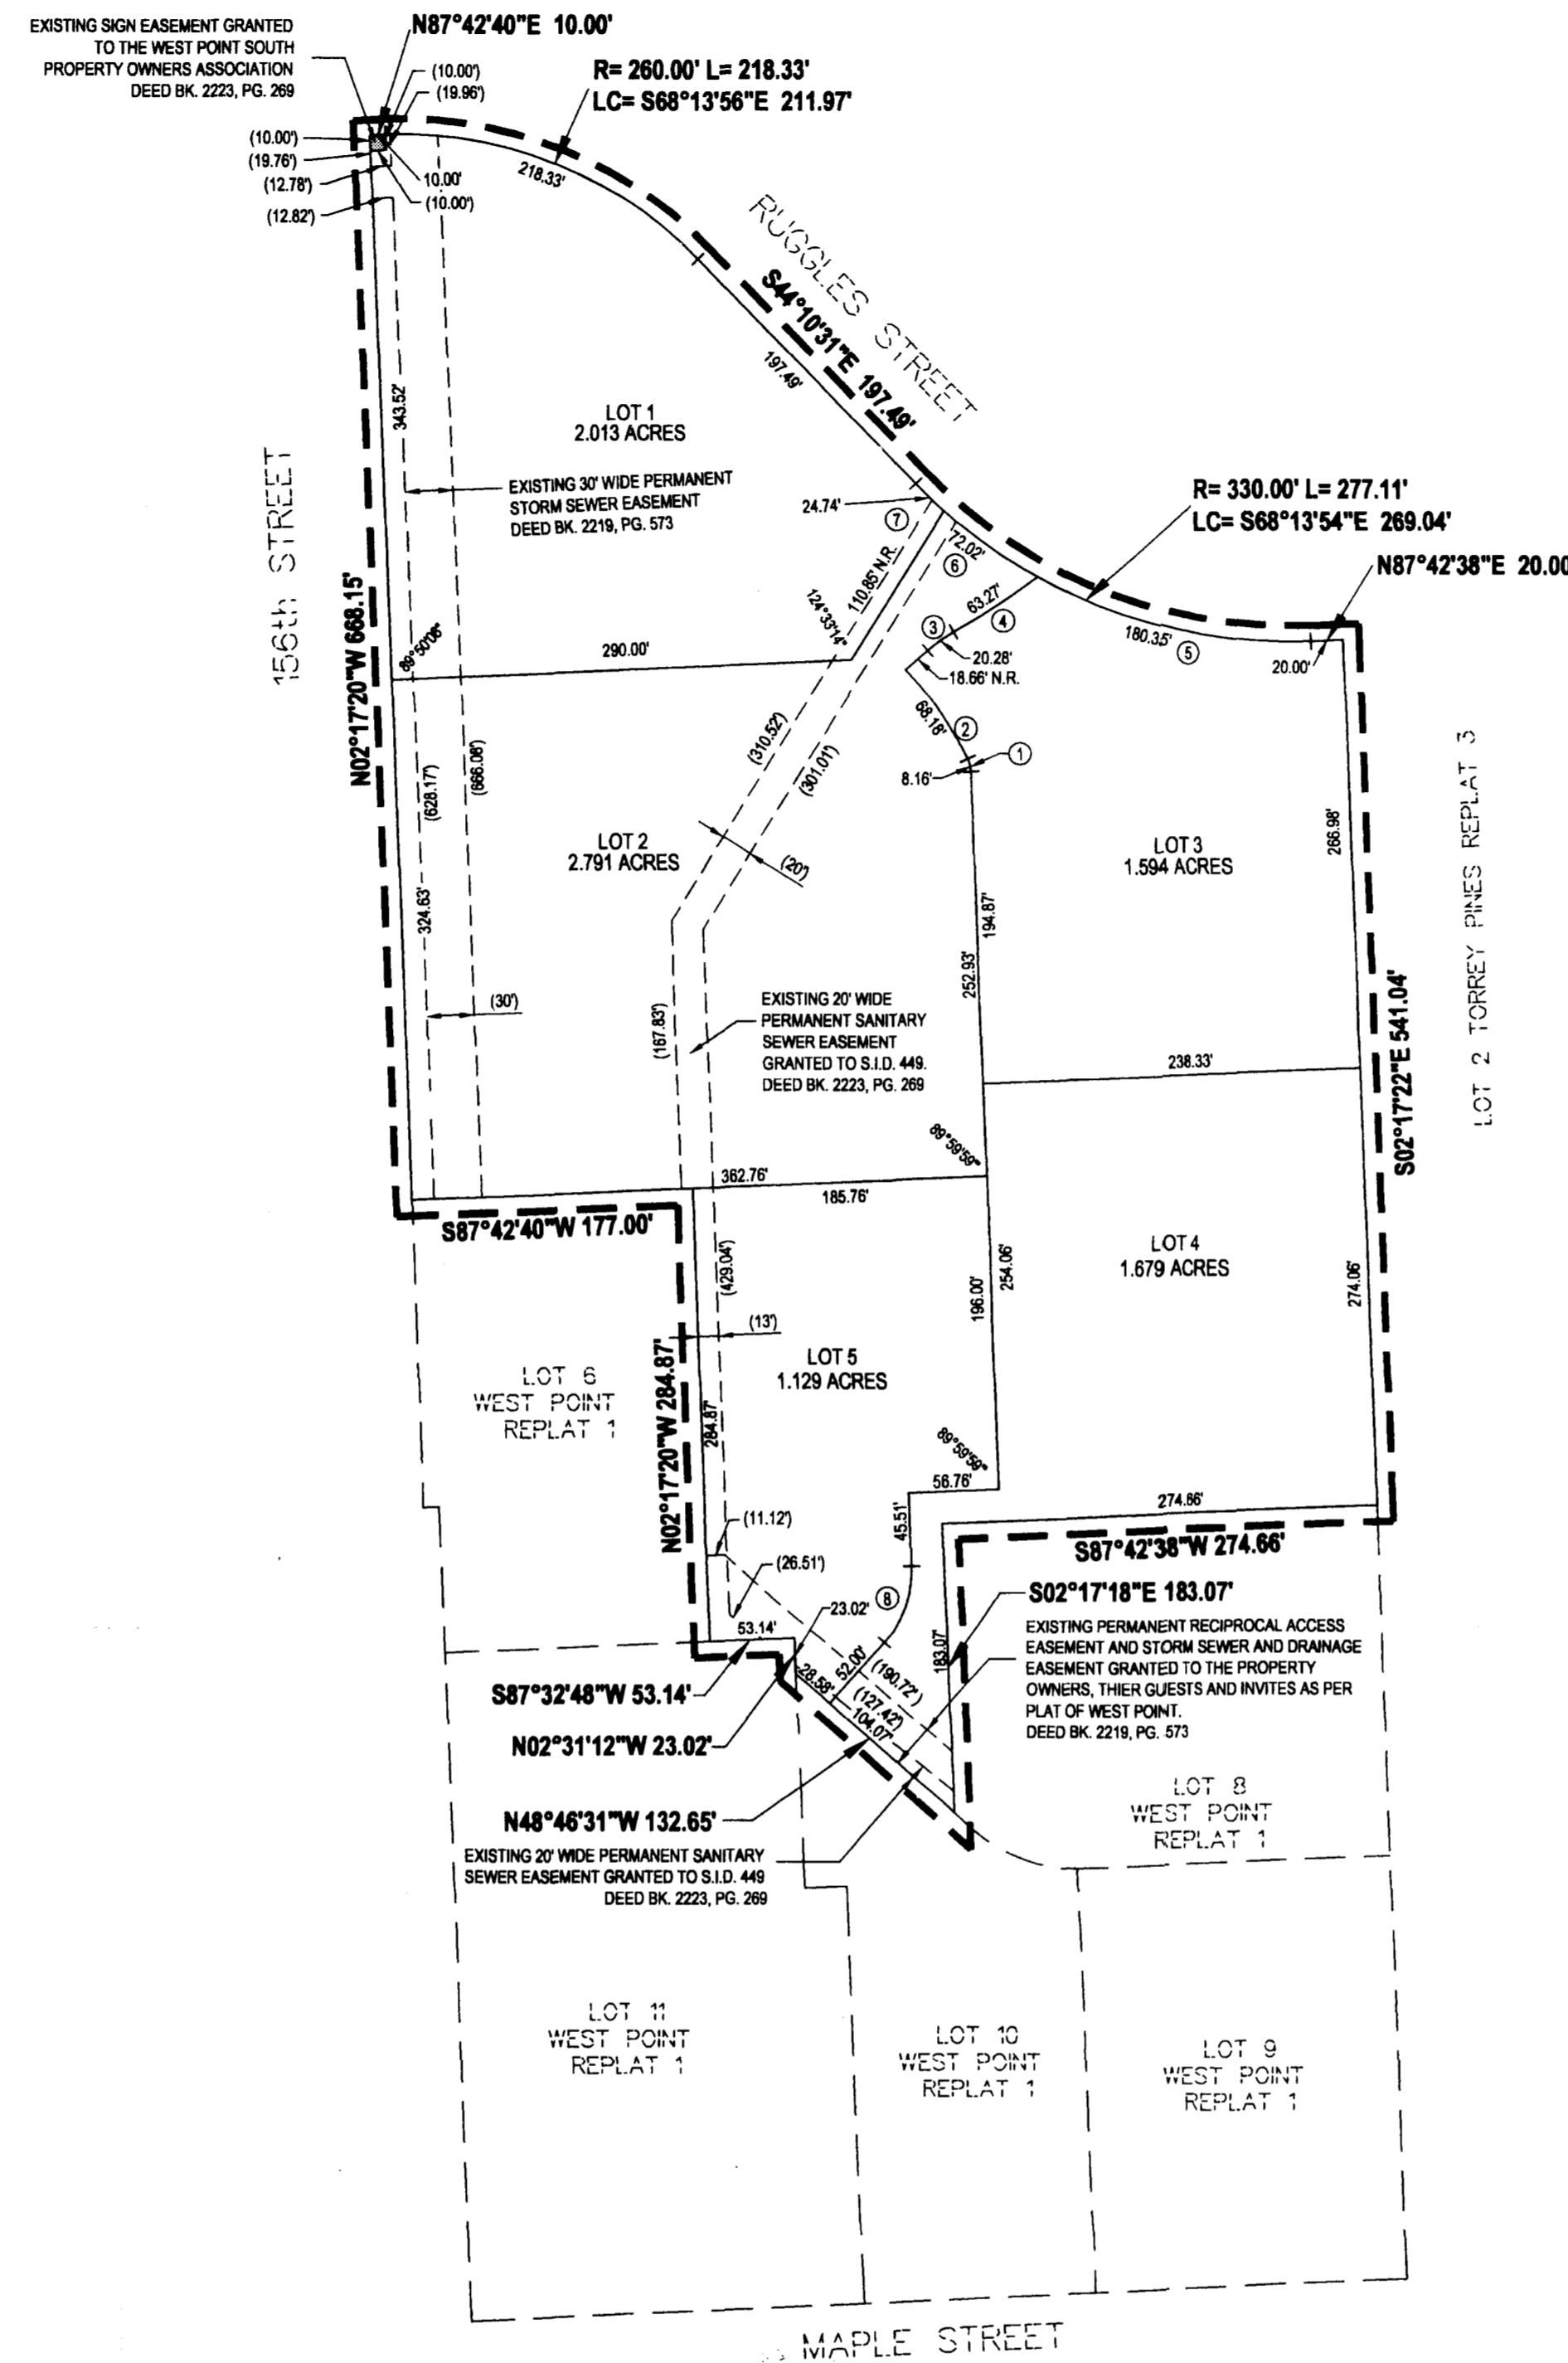 EXISTING SIGN EASEMENT GRANTED
TO THE WEST POINT SOUTH
PROPERTY OWNERS ASSOCIATION
DEED BK. 2223, PG. 269
N87°42'40"E 10.00'
(10.00')
(19.96')
R= 260.00' L= 218.33'
LC= S68°13'56"E 211.97'
(10.00')
(19.76')
(12.78')
(12.82')
10.00'
(10.00')
218.33'
RUGGLES STREET
S44°10'31"E 197.49'
197.49'
343.52'
LOT 1
2.013 ACRES
EXISTING 30' WIDE PERMANENT
STORM SEWER EASEMENT
DEED BK. 2219, PG. 573
156th STREET
N02°17'20"W 668.15'
24.74'
7
72.02'
6
R= 330.00' L= 277.11'
LC= S68°13'54"E 269.04'
N87°42'38"E 20.00
110.85' N.R.
124°33'14"
63.27'
3
4
180.35'
5
20.00'
20.28'
18.66' N.R.
89°50'08"
290.00'
68.18'
2
1
8.16'
(310.52')
(301.01')
(628.17')
(666.08')
LOT 2
2.791 ACRES
(20')
LOT 3
1.594 ACRES
266.98'
LOT 2 TORREY PINES REPLAT 3
324.63'
194.87'
252.93'
(30')
(167.83')
EXISTING 20' WIDE
PERMANENT SANITARY
SEWER EASEMENT
GRANTED TO S.I.D. 449.
DEED BK. 2223, PG. 269
238.33'
S02°17'22"E 541.04'
89°59'59"
362.76'
185.76'
S87°42'40"W 177.00'
(429.04')
254.06'
196.00'
LOT 4
1.679 ACRES
274.06'
(13')
LOT 5
1.129 ACRES
LOT 6
WEST POINT
REPLAT 1
N02°17'20"W 284.87'
284.87'
89°59'59"
56.76'
274.66'
S87°42'38"W 274.66'
45.51'
(11.12')
(26.51')
8
23.02'
53.14'
S02°17'18"E 183.07'
183.07'
EXISTING PERMANENT RECIPROCAL ACCESS
EASEMENT AND STORM SEWER AND DRAINAGE
EASEMENT GRANTED TO THE PROPERTY
OWNERS, THIER GUESTS AND INVITES AS PER
PLAT OF WEST POINT.
DEED BK. 2219, PG. 573
28.58'
52.00'
(190.72')
(127.42')
104.07'
S87°32'48"W 53.14'
N02°31'12"W 23.02'
N48°46'31"W 132.65'
EXISTING 20' WIDE PERMANENT SANITARY
SEWER EASEMENT GRANTED TO S.I.D. 449
DEED BK. 2223, PG. 269
LOT 8
WEST POINT
REPLAT 1
LOT 11
WEST POINT
REPLAT 1
LOT 10
WEST POINT
REPLAT 1
LOT 9
WEST POINT
REPLAT 1
MAPLE STREET